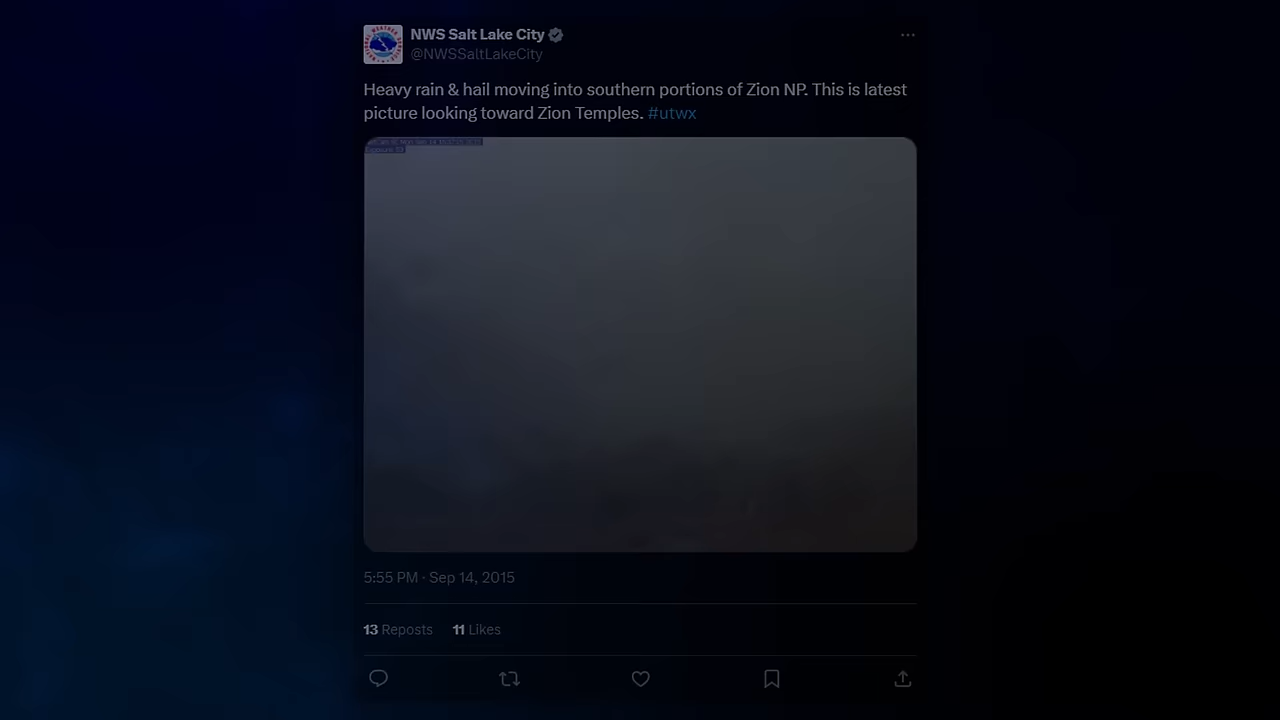 NWS Salt Lake City
@NWSSaltLakeCity
Heavy rain & hail moving into southern portions of Zion NP. This is latest
picture looking toward Zion Temples. #utwx
5:55 PM · Sep 14, 2015
13 Reposts 11 Likes